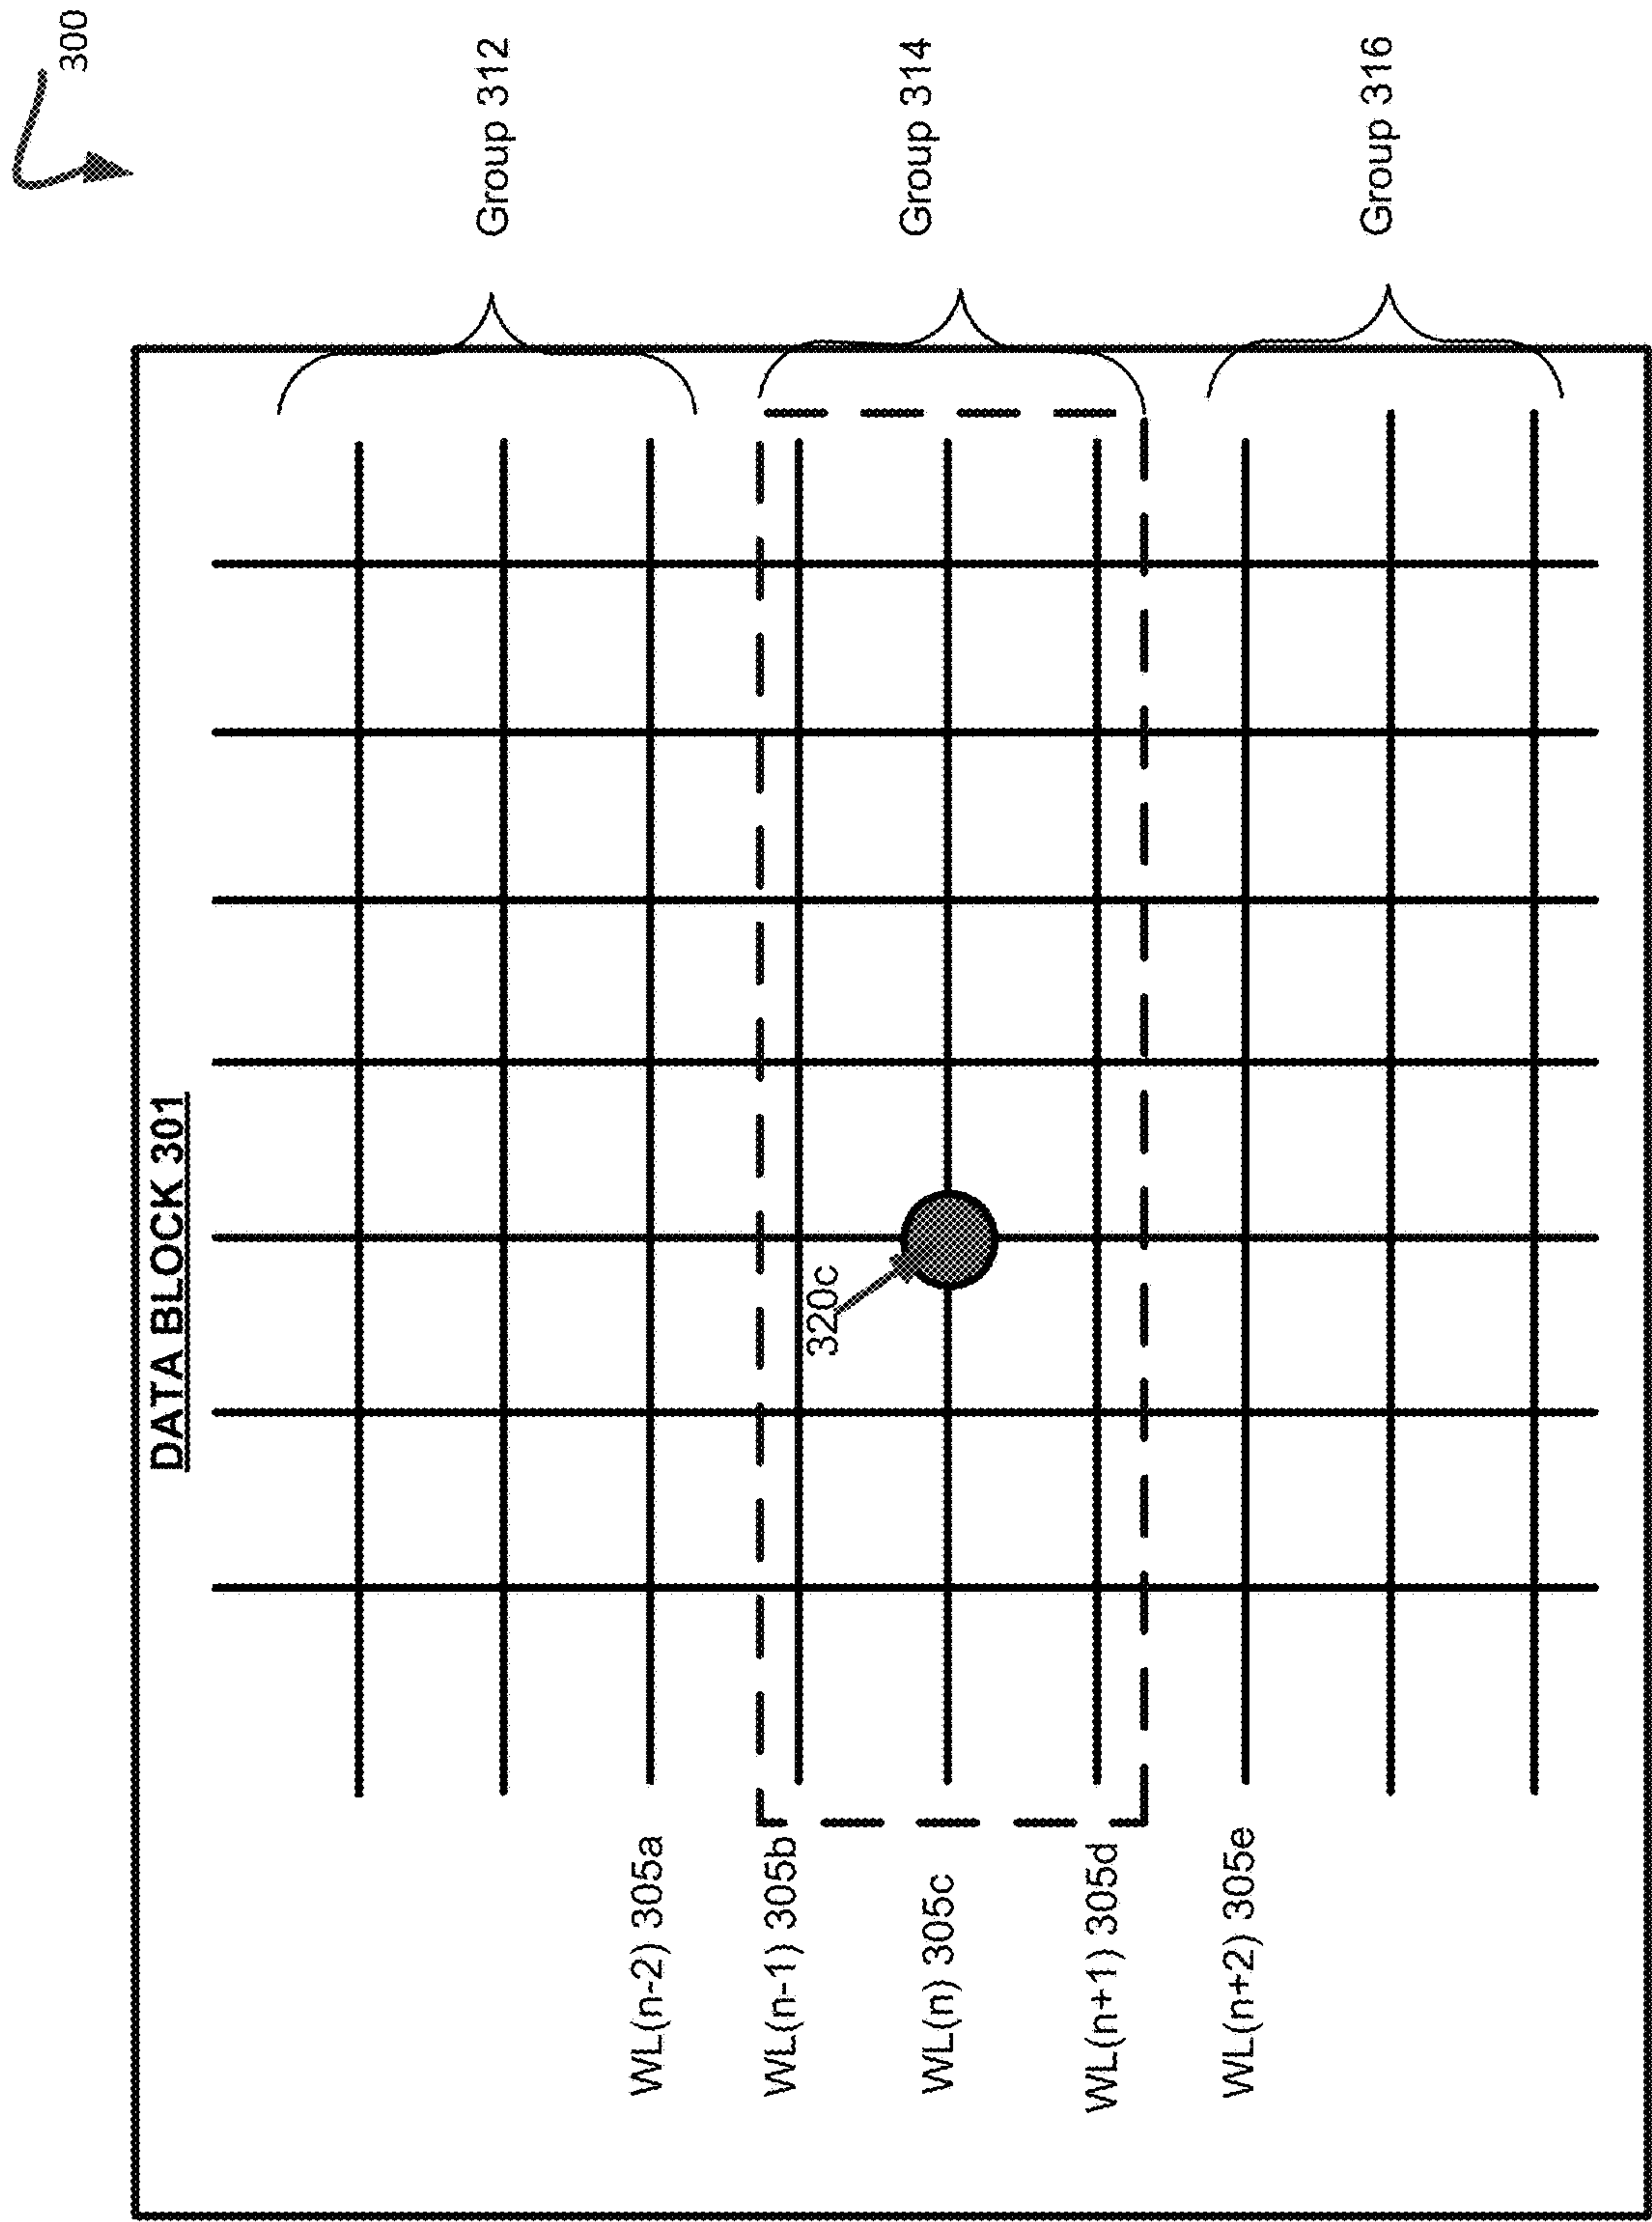 300
DATA BLOCK 301
Group 312
Group 314
Group 316
320c
WL(n-2) 305a
WL(n-1) 305b
WL(n) 305c
WL(n+1) 305d
WL(n+2) 305e